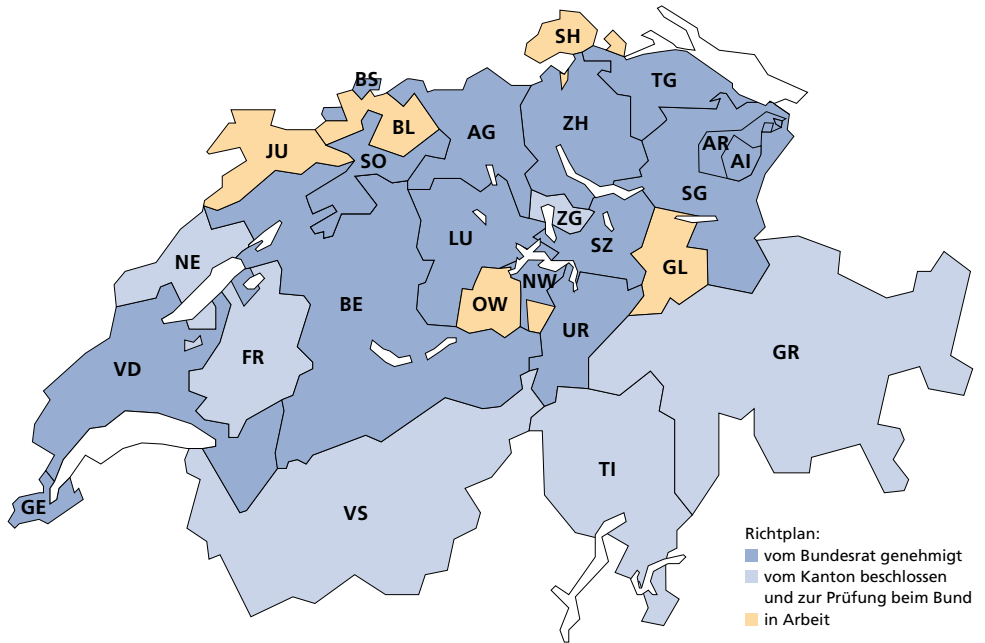 SH
BS
TG
BL
AG
ZH
JU
SO
AR
AI
SG
ZG
LU
SZ
NE
GL
NW
BE
OW
UR
FR
GR
VD
TI
GE
VS
Richtplan:
vom Bundesrat genehmigt
vom Kanton beschlossen
und zur Prüfung beim Bund
in Arbeit